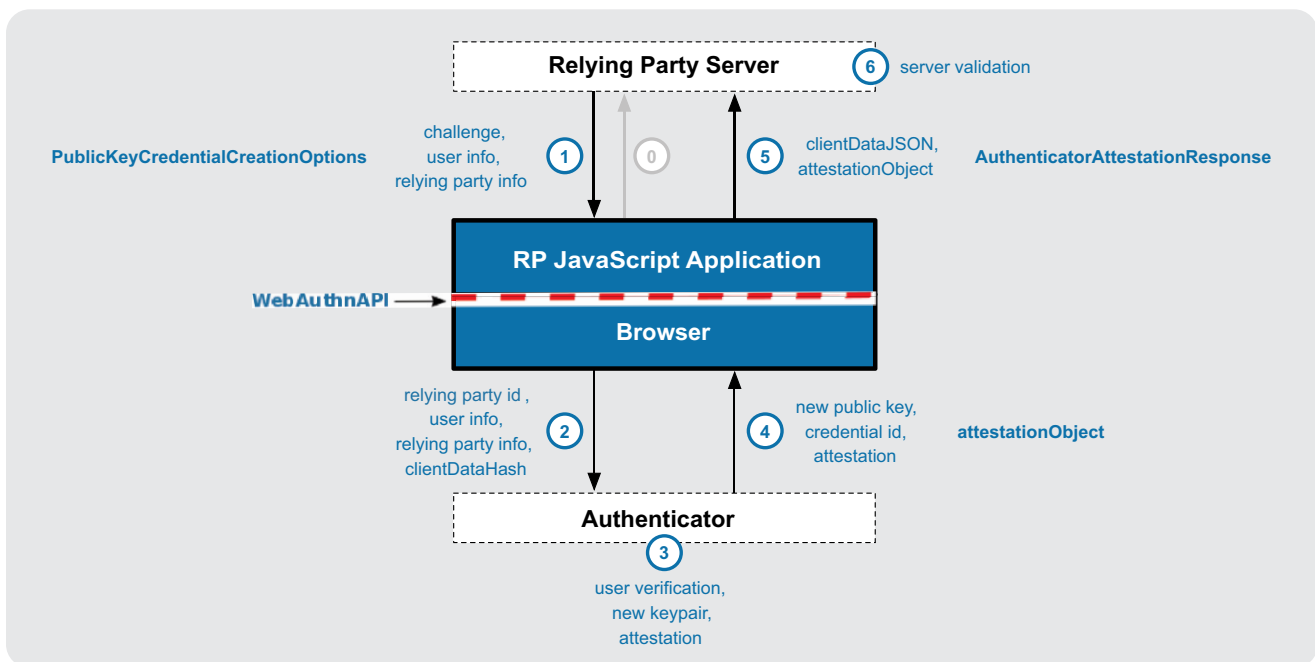 Relying Party Server
6
server validation
PublicKeyCredentialCreationOptions
challenge,
user info,
relying party info
1
0
5
clientDataJSON,
attestationObject
AuthenticatorAttestationResponse
RP JavaScript Application
WebAuthnAPI
Browser
relying party id ,
user info,
relying party info,
clientDataHash
2
4
new public key,
credential id,
attestation
attestationObject
Authenticator
3
user verification,
new keypair,
attestation